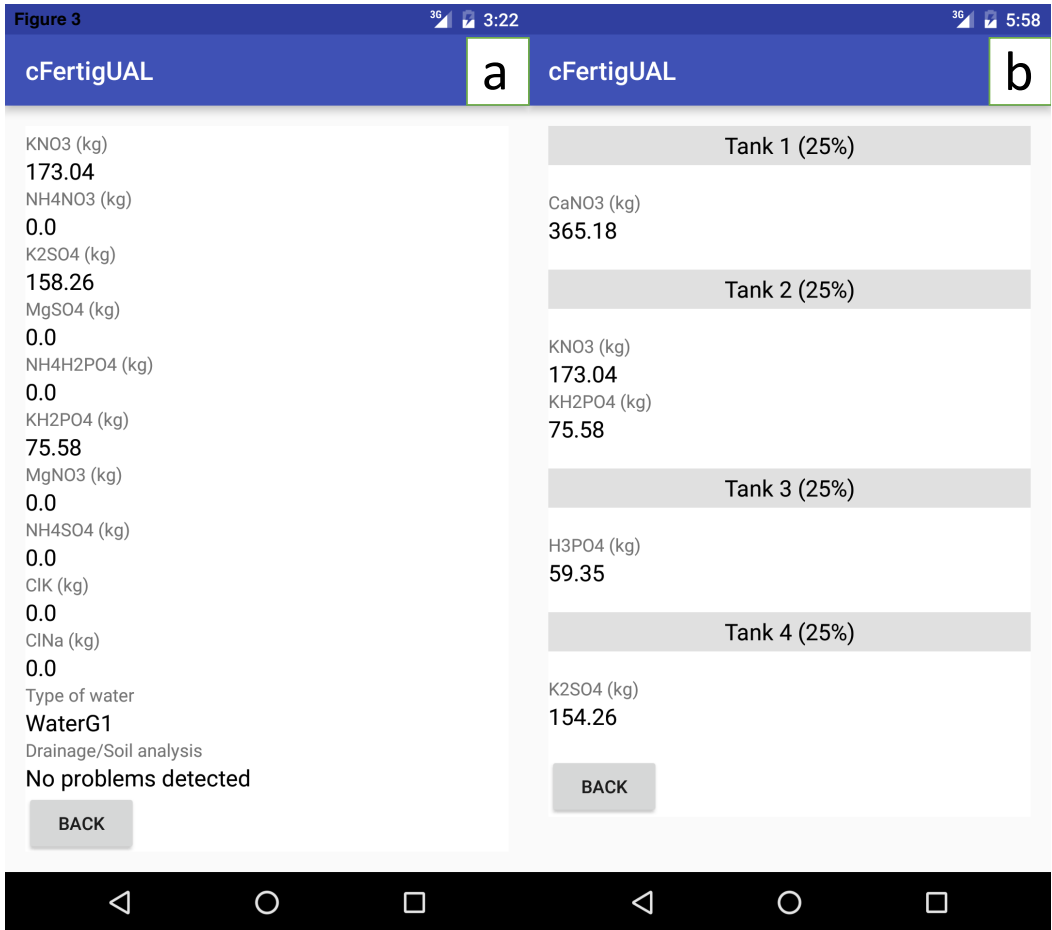 Figure 3
3G 3:22
cFertigUAL
a
KNO3 (kg)
173.04
NH4NO3 (kg)
0.0
K2SO4 (kg)
158.26
MgSO4 (kg)
0.0
NH4H2PO4 (kg)
0.0
KH2PO4 (kg)
75.58
MgNO3 (kg)
0.0
NH4SO4 (kg)
0.0
ClK (kg)
0.0
ClNa (kg)
0.0
Type of water
WaterG1
Drainage/Soil analysis
No problems detected
BACK
3G 5:58
cFertigUAL
b
Tank 1 (25%)
CaNO3 (kg)
365.18
Tank 2 (25%)
KNO3 (kg)
173.04
KH2PO4 (kg)
75.58
Tank 3 (25%)
H3PO4 (kg)
59.35
Tank 4 (25%)
K2SO4 (kg)
154.26
BACK